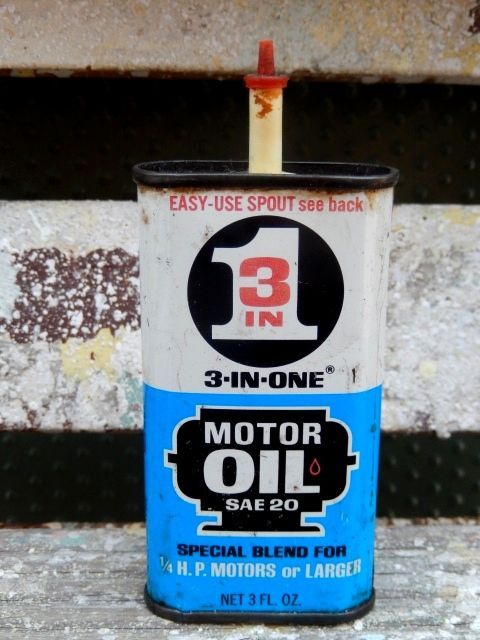 EASY-USE SPOUT see back
1
3
IN
3-IN-ONE®
MOTOR
OIL
SAE 20
SPECIAL BLEND FOR
1/4 H.P. MOTORS or LARGER
NET 3 FL. OZ.